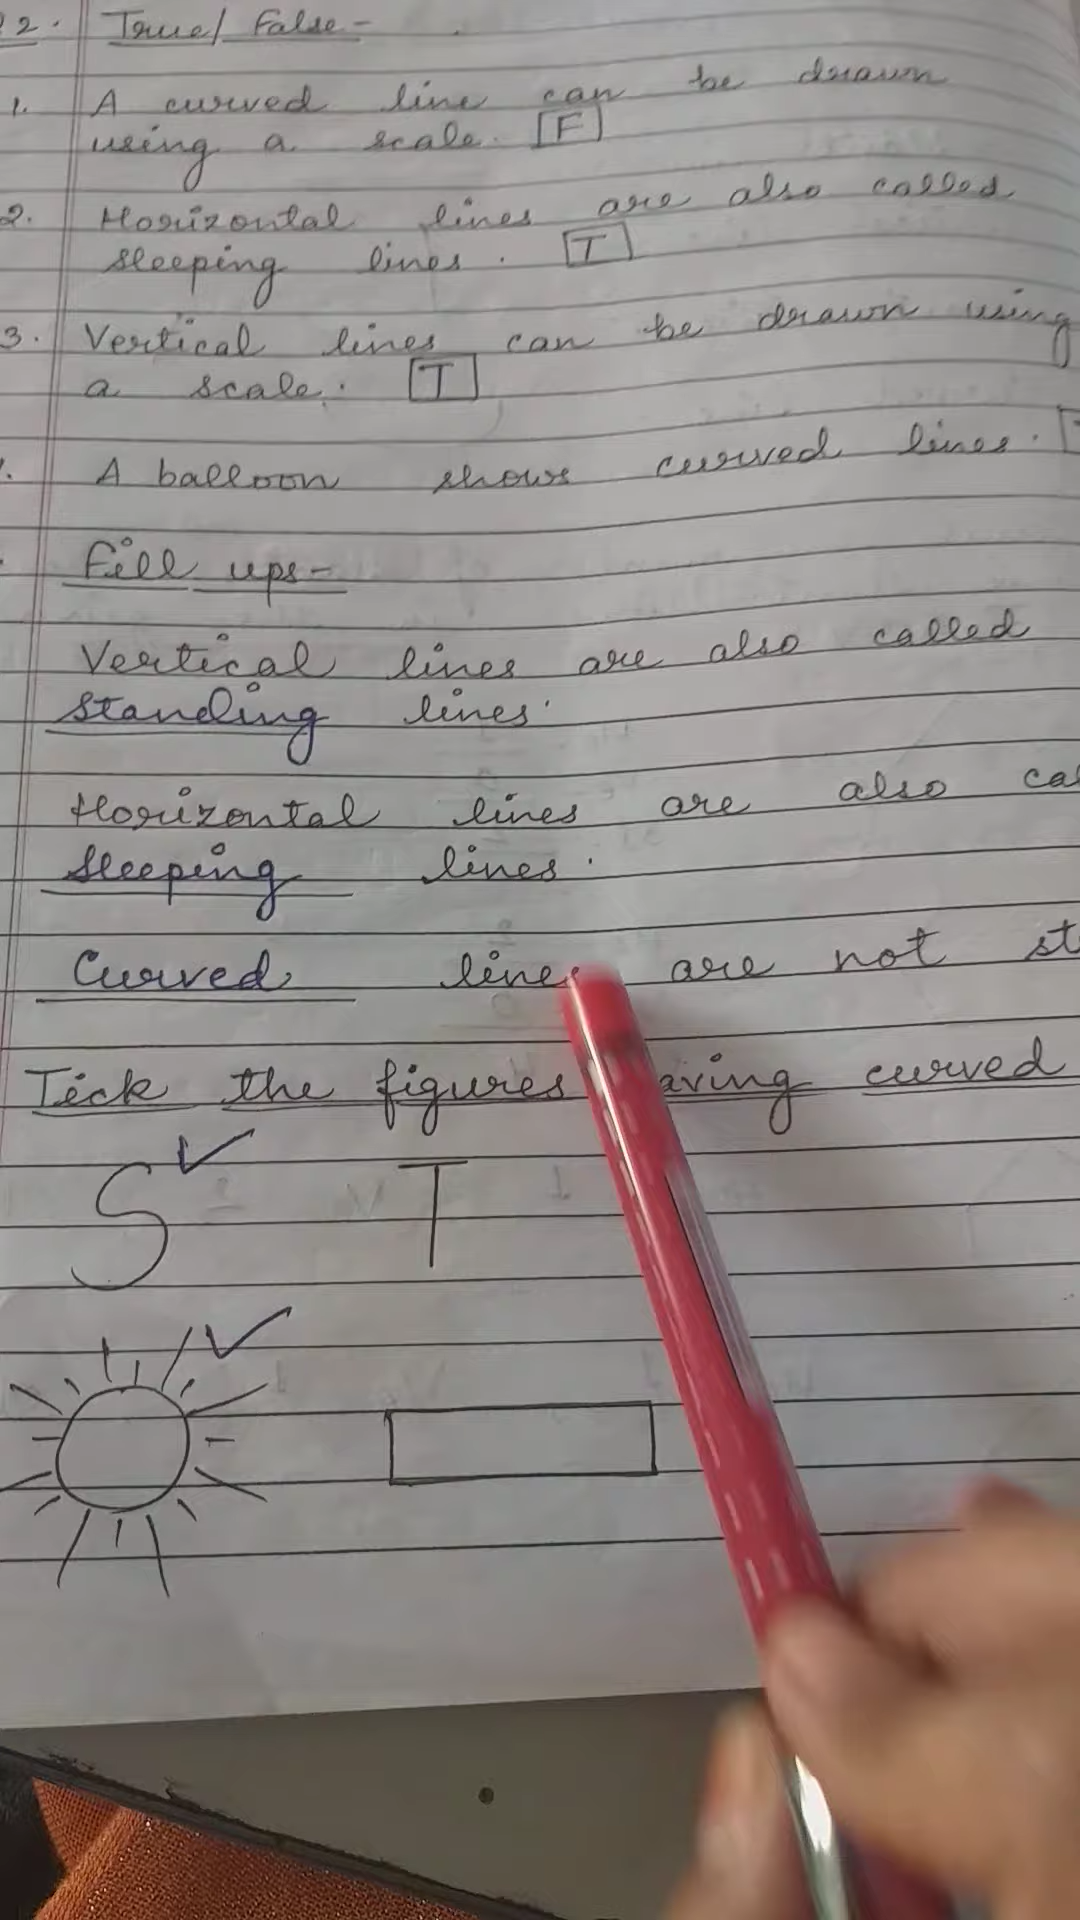 2. True/False-
1. A curved line can be drawn
using a scale. F
2. Horizontal lines are also called
sleeping lines. T
3. Vertical lines can be drawn using
a scale. T
A balloon shows curved lines.
Fill ups-
Vertical lines are also called
standing lines.
Horizontal lines are also
sleeping lines.
Curved lines are not
Tick the figures curved
S T